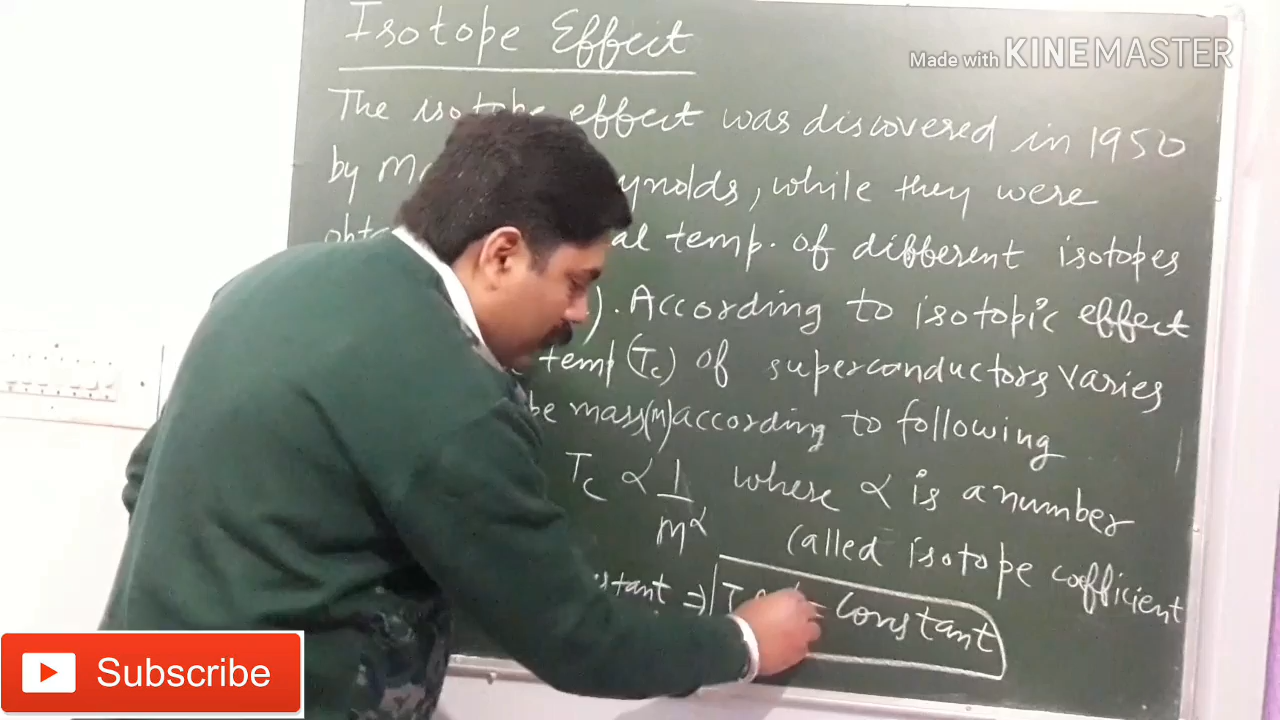 Isotope Effect
Made with KINEMASTER
The isotope effect was discovered in 1950
by ynolds, while they were
al temp. of different isotopes
). According to isotopic effect
temp (Tc) of superconductors varies
mass(M) according to following
Tc ∝ 1/M^α where α is a number
called isotope coefficient
stant ⇒ = Constant
Subscribe